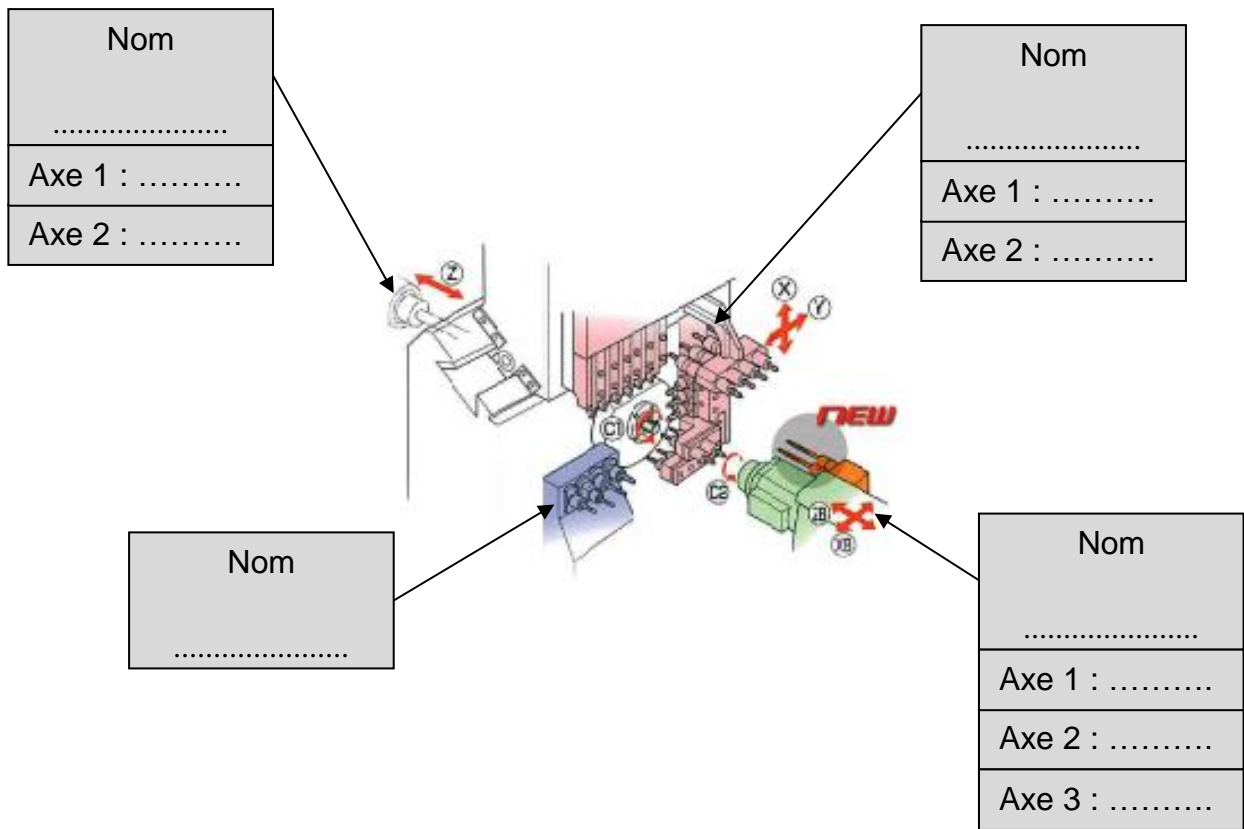 Nom
......................
Axe 1 : ……….
Axe 2 : ……….
Nom
......................
Axe 1 : ……….
Axe 2 : ……….
Z
X
Y
new
C1
C2
Nom
......................
Nom
......................
Axe 1 : ……….
Axe 2 : ……….
Axe 3 : ……….